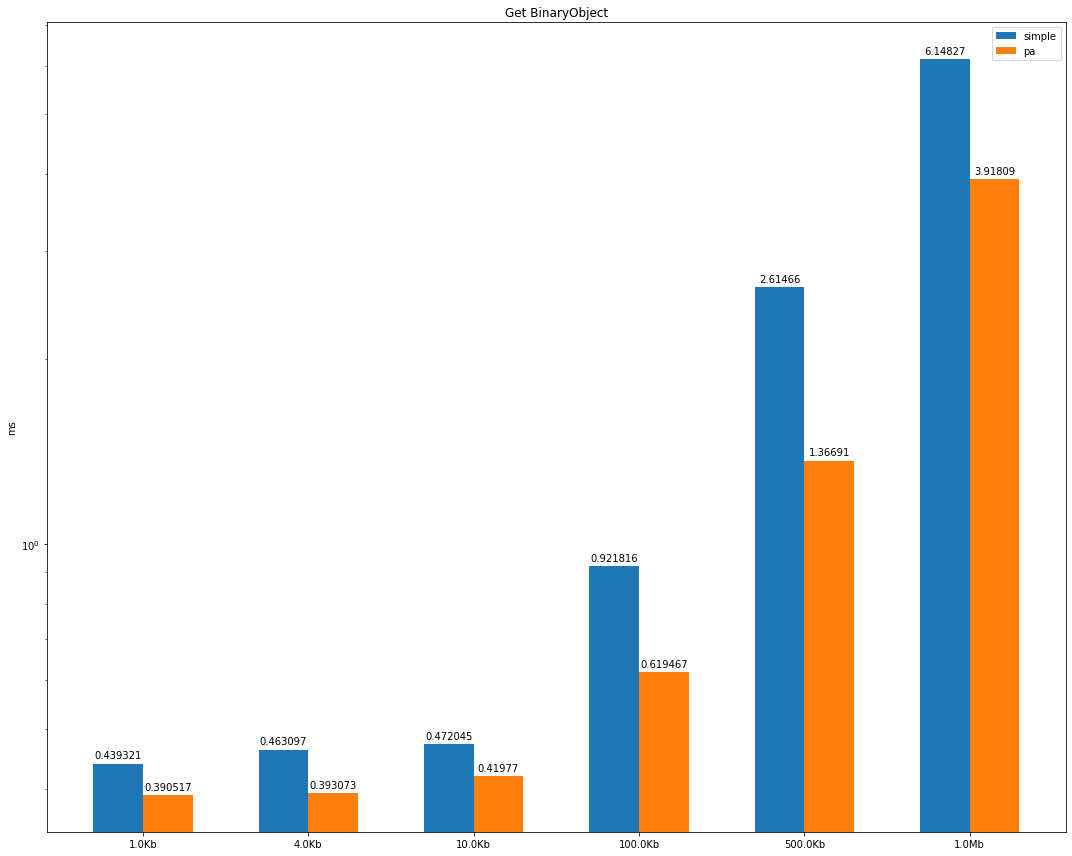 Get BinaryObject
simple
pa
6.14827
3.91809
2.61466
1.36691
0.921816
0.619467
0.472045
0.41977
0.463097
0.393073
0.439321
0.390517
ms
10⁰
1.0Kb
4.0Kb
10.0Kb
100.0Kb
500.0Kb
1.0Mb